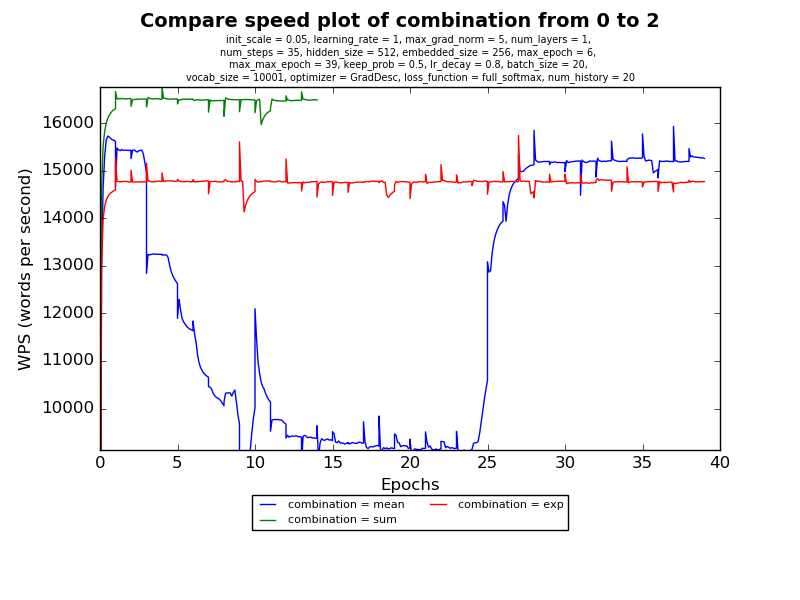 Compare speed plot of combination from 0 to 2
init_scale = 0.05, learning_rate = 1, max_grad_norm = 5, num_layers = 1,
num_steps = 35, hidden_size = 512, embedded_size = 256, max_epoch = 6,
max_max_epoch = 39, keep_prob = 0.5, lr_decay = 0.8, batch_size = 20,
vocab_size = 10001, optimizer = GradDesc, loss_function = full_softmax, num_history = 20
WPS (words per second)
16000
15000
14000
13000
12000
11000
10000
0 5 10 15 20 25 30 35 40
Epochs
combination = mean combination = exp
combination = sum